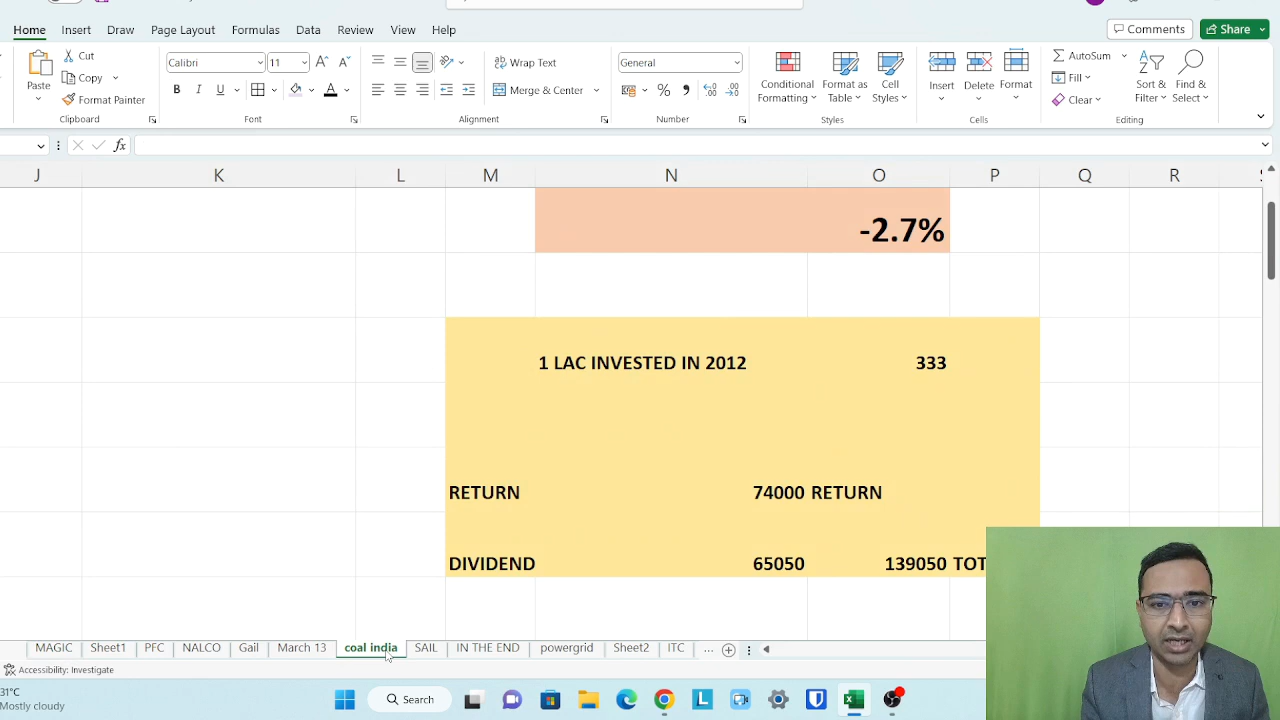 Home Insert Draw Page Layout Formulas Data Review View Help Comments Share
Cut
Copy
Format Painter
Paste
Clipboard
Calibri 11
B I U
Font
Wrap Text
Merge & Center
Alignment
General
% ,
Number
Conditional Formatting
Format as Table
Cell Styles
Styles
Insert Delete Format
Cells
AutoSum
Fill
Clear
Sort & Filter
Find & Select
Editing
fx
J K L M N O P Q R
-2.7%
1 LAC INVESTED IN 2012 333
RETURN 74000 RETURN
DIVIDEND 65050 139050 TOT
MAGIC Sheet1 PFC NALCO Gail March 13 coal india SAIL IN THE END powergrid Sheet2 ITC ...
Accessibility: Investigate
31°C
Mostly cloudy
Search